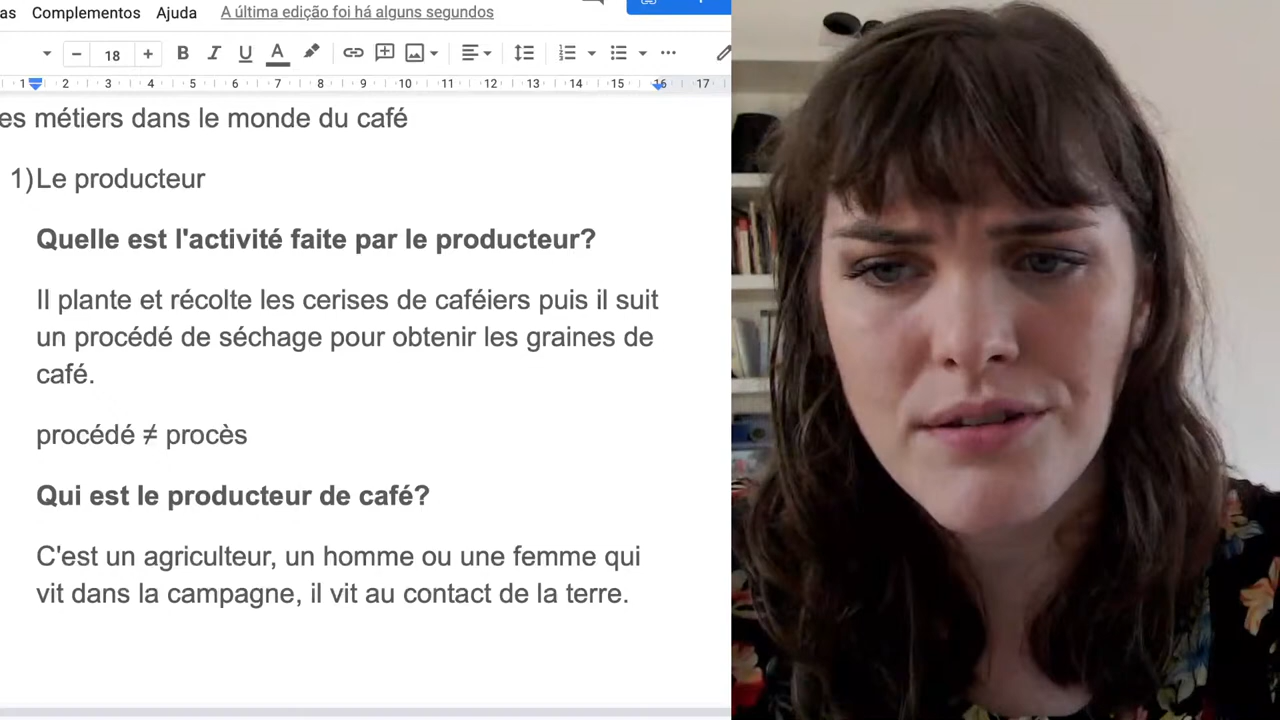 as Complementos Ajuda A última edição foi há alguns segundos
18 B I U A
1 2 3 4 5 6 7 8 9 10 11 12 13 14 15 16 17
es métiers dans le monde du café
1)Le producteur
Quelle est l'activité faite par le producteur?
Il plante et récolte les cerises de caféiers puis il suit
un procédé de séchage pour obtenir les graines de
café.
procédé ≠ procès
Qui est le producteur de café?
C'est un agriculteur, un homme ou une femme qui
vit dans la campagne, il vit au contact de la terre.